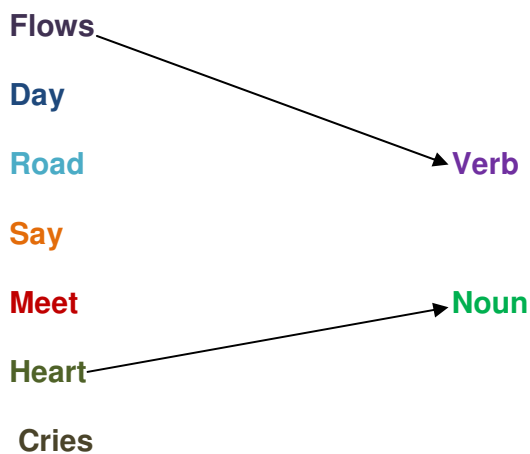 Flows
Day
Road
Verb
Say
Meet
Noun
Heart
Cries